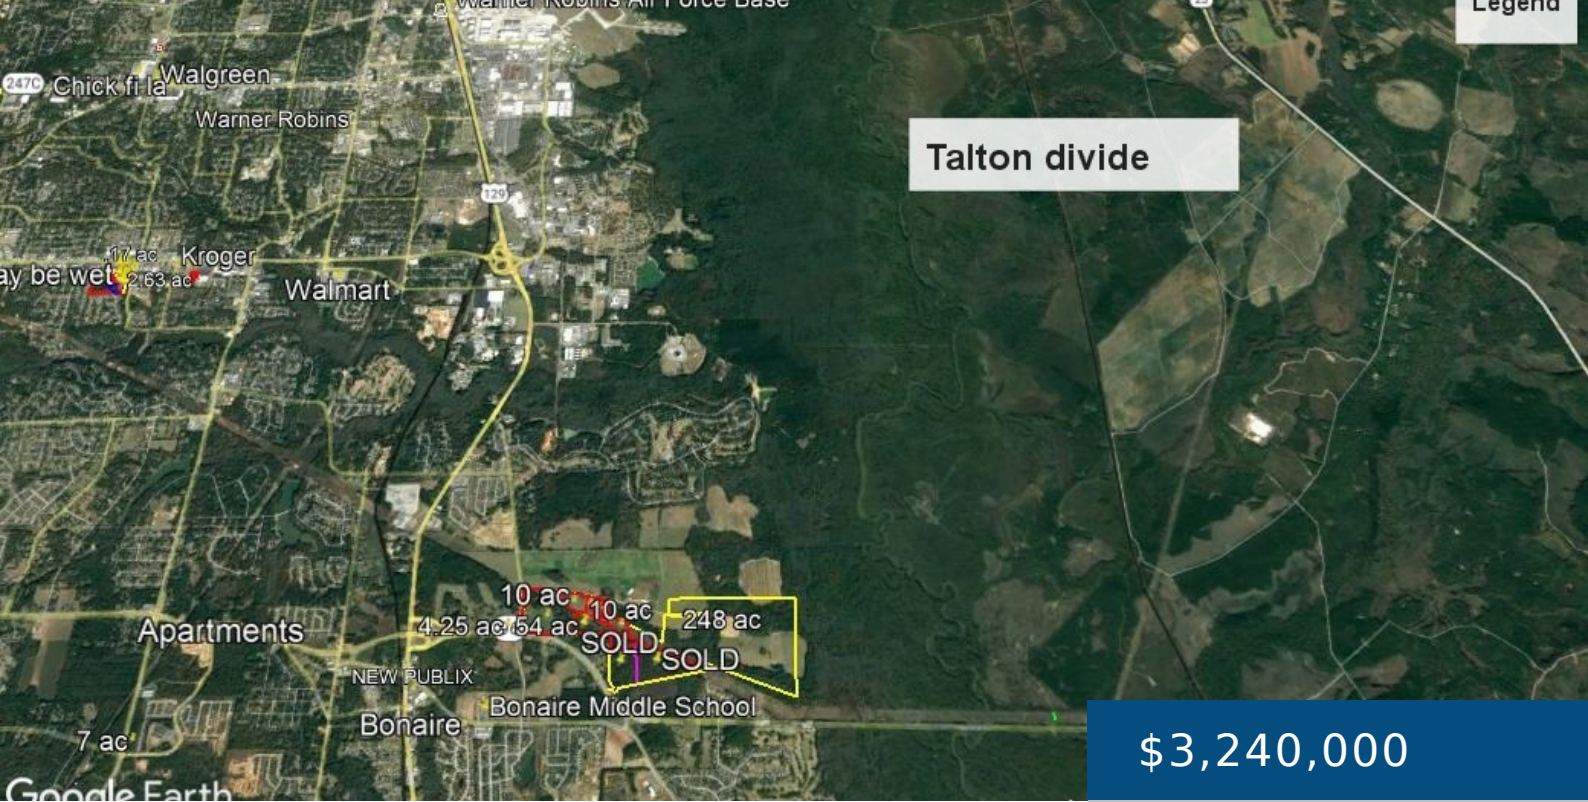 Warner Robins Air Force Base
Legend
247C
Chick fi la
Walgreen
Warner Robins
Talton divide
129
.17 ac
Kroger
ay be wet
2.63 ac
Walmart
10 ac
10 ac
248 ac
4.25 ac
54 ac
Apartments
SOLD
SOLD
NEW PUBLIX
Bonaire Middle School
Bonaire
7 ac
$3,240,000
Google Earth